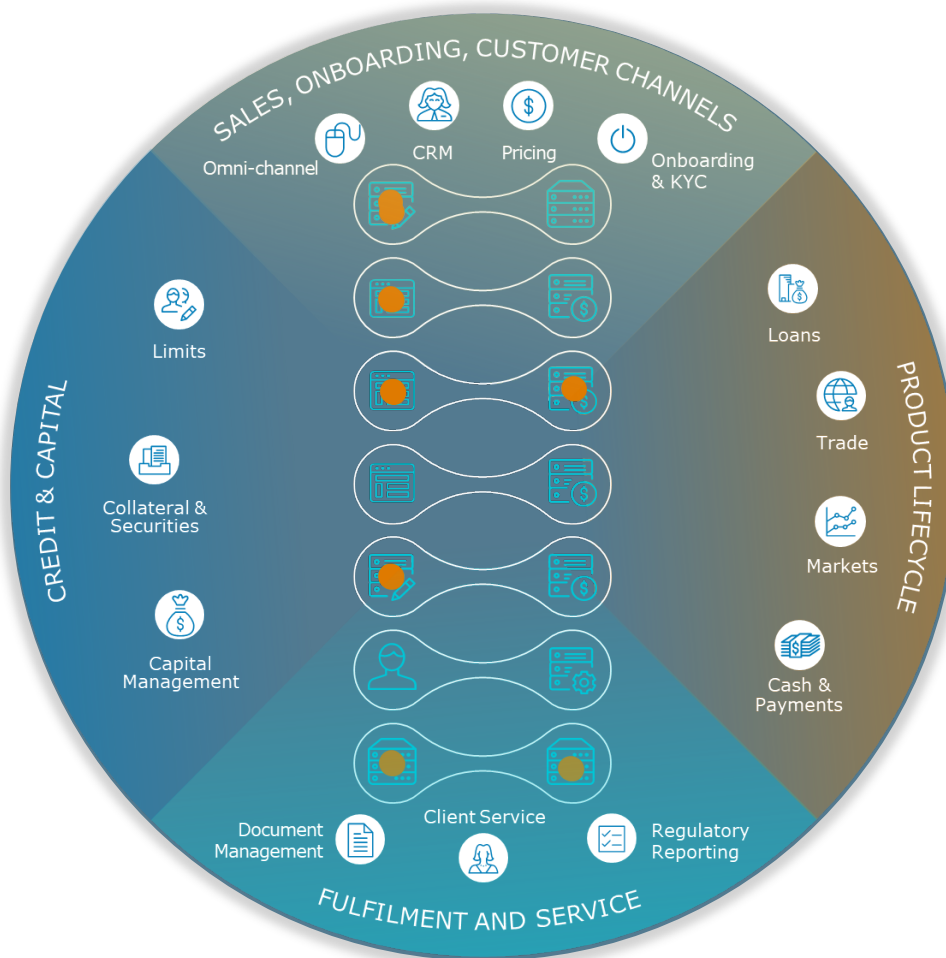 SALES, ONBOARDING, CUSTOMER CHANNELS
Omni-channel
CRM
Pricing
Onboarding
& KYC
CREDIT & CAPITAL
Limits
Collateral &
Securities
Capital
Management
PRODUCT LIFECYCLE
Loans
Trade
Markets
Cash &
Payments
Document
Management
Client Service
Regulatory
Reporting
FULFILMENT AND SERVICE